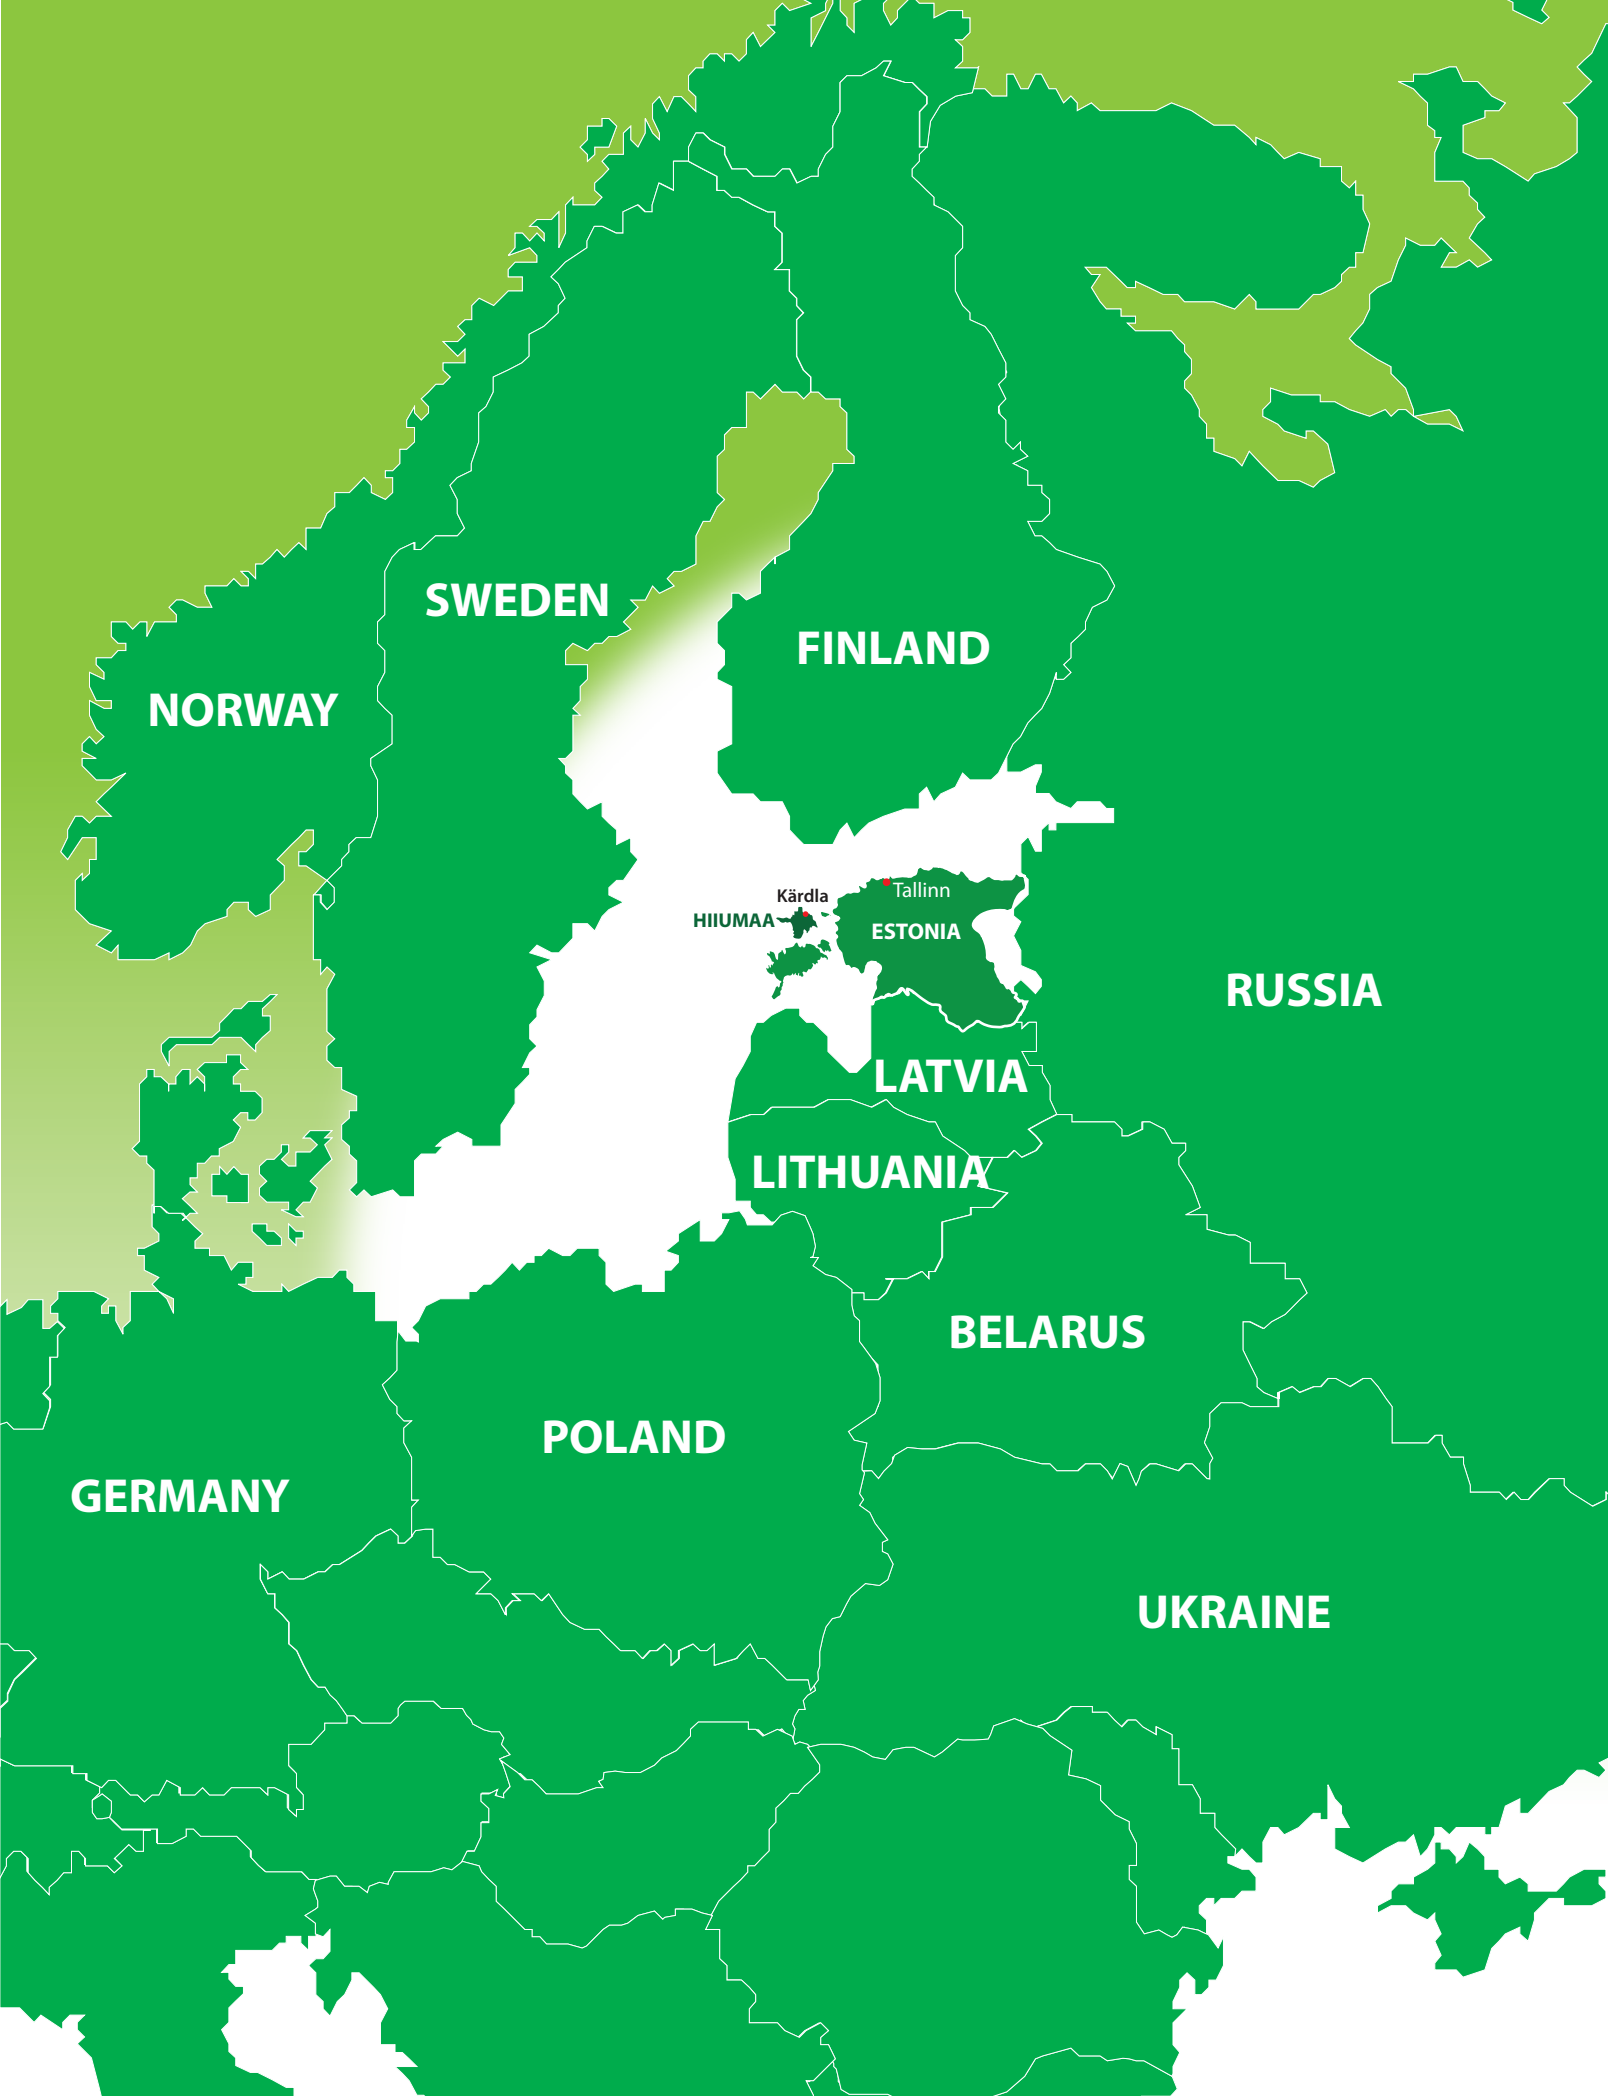 SWEDEN
FINLAND
NORWAY
Kärdla
Tallinn
HIIUMAA
ESTONIA
RUSSIA
LATVIA
LITHUANIA
BELARUS
POLAND
GERMANY
UKRAINE